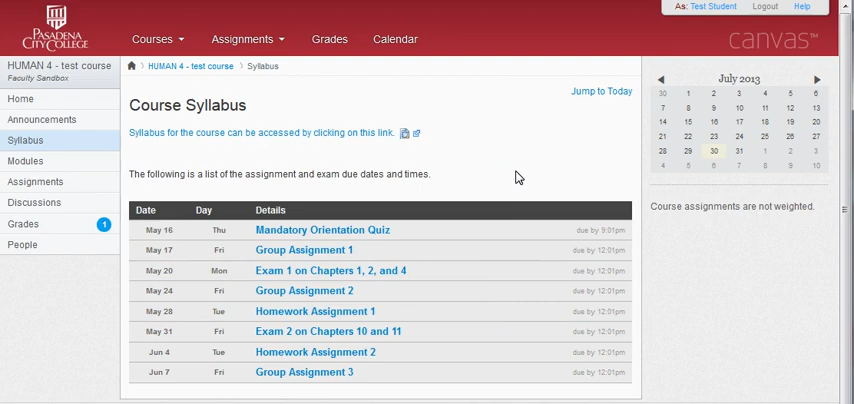 As: Test Student Logout Help
PASADENA
CITY COLLEGE
Courses Assignments Grades Calendar
canvas™
HUMAN 4 - test course
Faculty Sandbox
HUMAN 4 - test course Syllabus
Home
Announcements
Syllabus
Modules
Assignments
Discussions
Grades 1
People
Jump to Today
Course Syllabus
Syllabus for the course can be accessed by clicking on this link.
The following is a list of the assignment and exam due dates and times.
Date Day Details
May 16 Thu Mandatory Orientation Quiz due by 9:01pm
May 17 Fri Group Assignment 1 due by 12:01pm
May 20 Mon Exam 1 on Chapters 1, 2, and 4 due by 12:01pm
May 24 Fri Group Assignment 2 due by 12:01pm
May 28 Tue Homework Assignment 1 due by 12:01pm
May 31 Fri Exam 2 on Chapters 10 and 11 due by 12:01pm
Jun 4 Tue Homework Assignment 2 due by 12:01pm
Jun 7 Fri Group Assignment 3 due by 12:01pm
July 2013
30 1 2 3 4 5 6
7 8 9 10 11 12 13
14 15 16 17 18 19 20
21 22 23 24 25 26 27
28 29 30 31 1 2 3
4 5 6 7 8 9 10
Course assignments are not weighted.